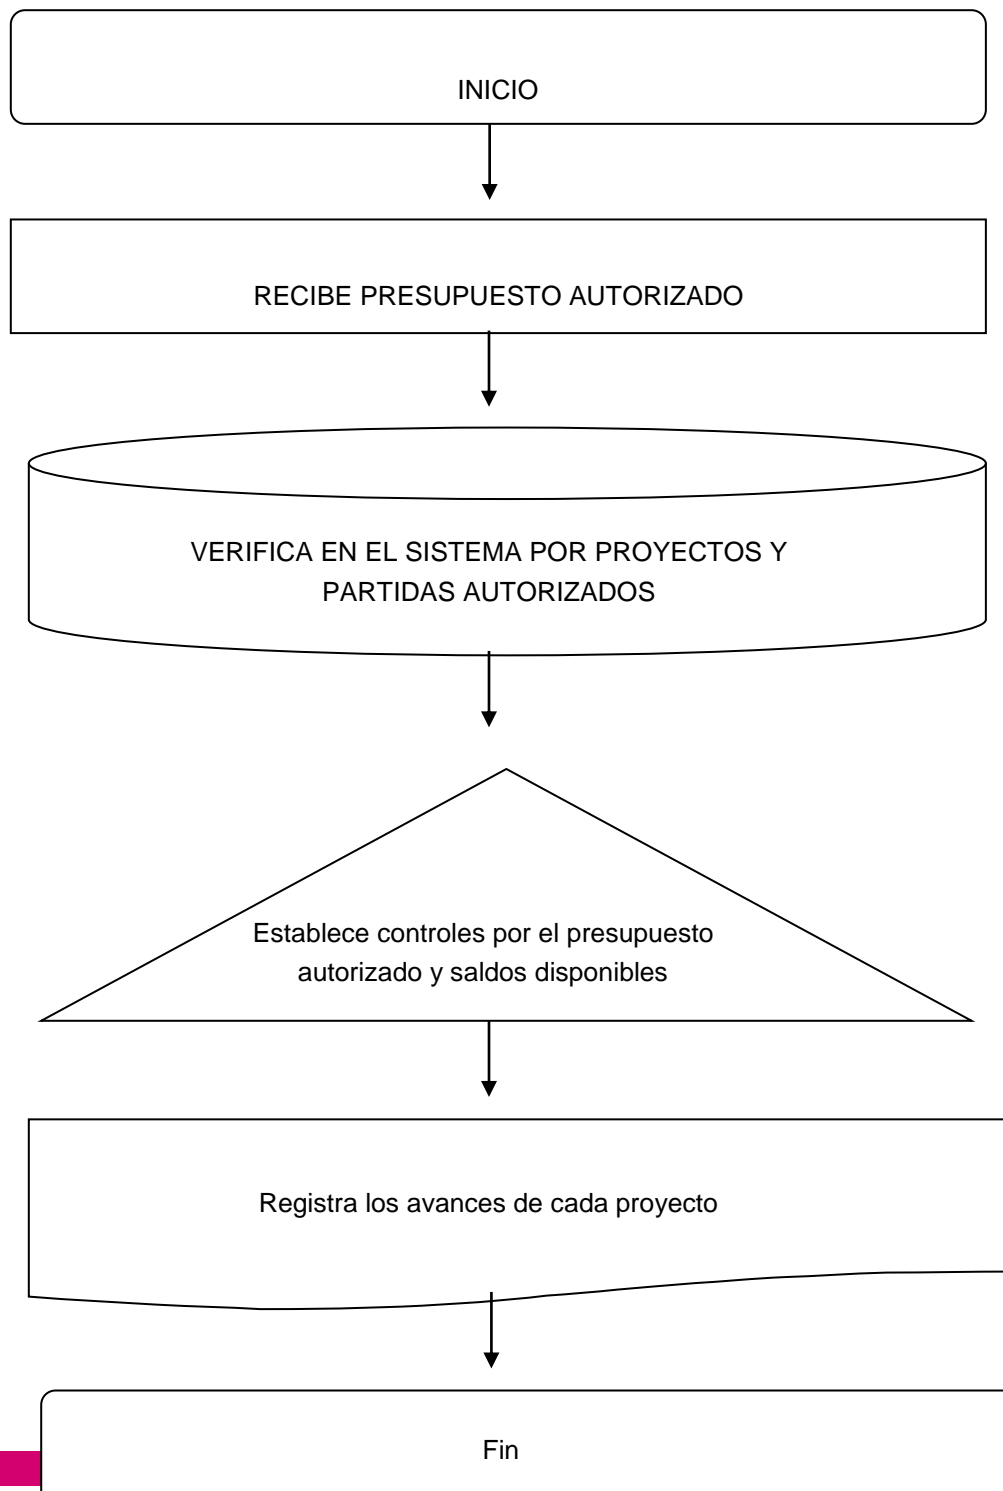 INICIO
RECIBE PRESUPUESTO AUTORIZADO
VERIFICA EN EL SISTEMA POR PROYECTOS Y
PARTIDAS AUTORIZADOS
Establece controles por el presupuesto
autorizado y saldos disponibles
Registra los avances de cada proyecto
Fin